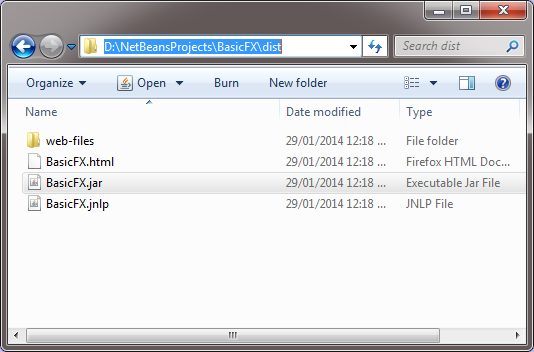 D:\NetBeansProjects\BasicFX\dist Search dist
Organize Open Burn New folder
Name Date modified Type
web-files 29/01/2014 12:18 ... File folder
BasicFX.html 29/01/2014 12:18 ... Firefox HTML Doc...
BasicFX.jar 29/01/2014 12:18 ... Executable Jar File
BasicFX.jnlp 29/01/2014 12:18 ... JNLP File